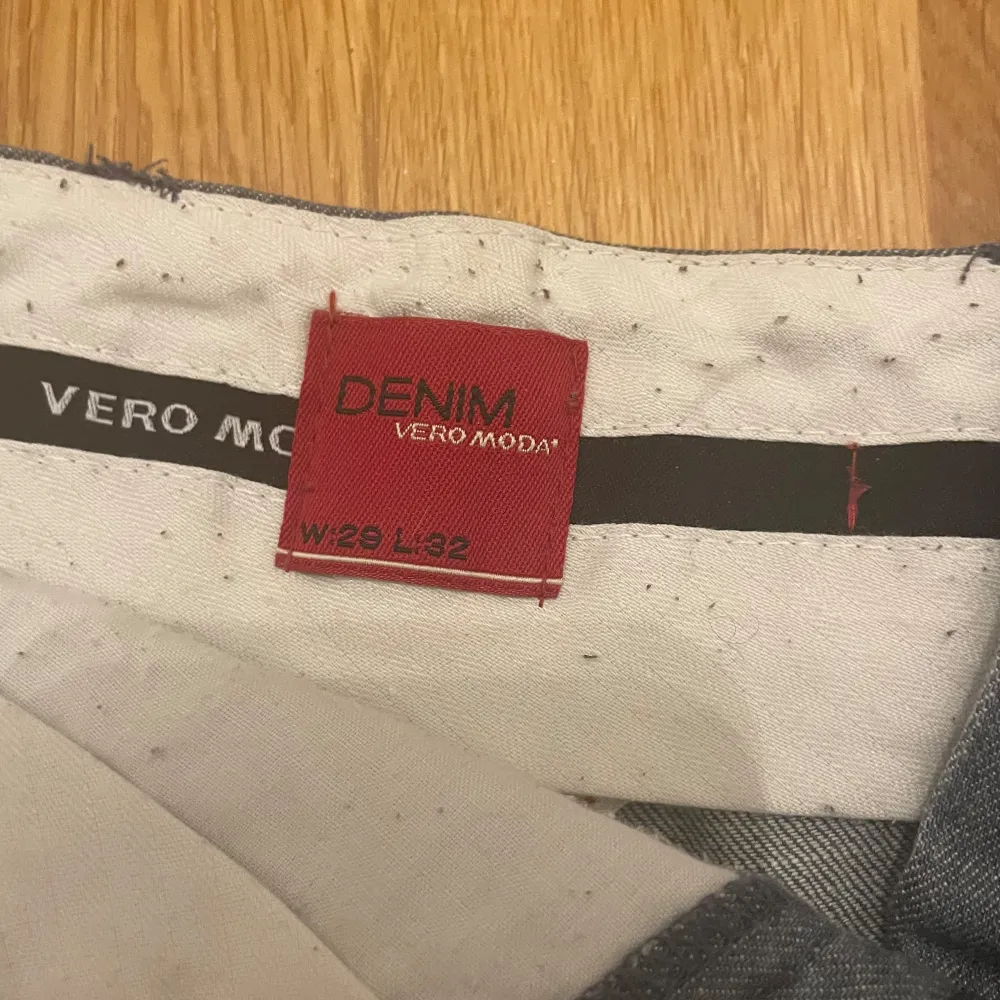 VERO MO
DENIM
VERO MODA®
W:29 L:32